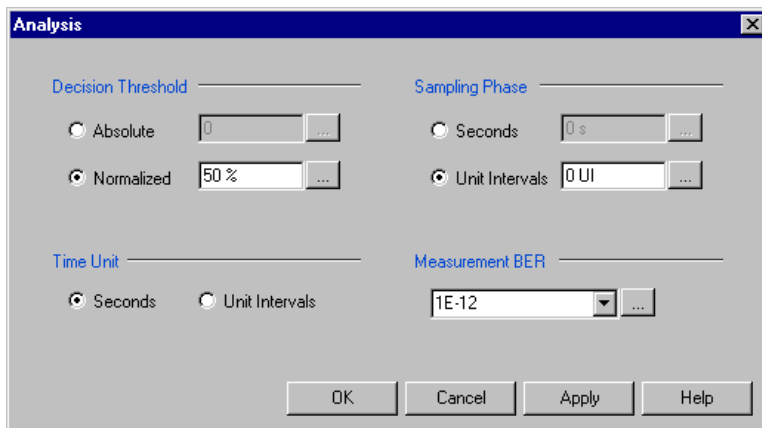 Analysis
Decision Threshold
Absolute 0 ...
Normalized 50 % ...
Sampling Phase
Seconds 0 s ...
Unit Intervals 0 UI ...
Time Unit
Seconds Unit Intervals
Measurement BER
1E-12 ...
OK Cancel Apply Help